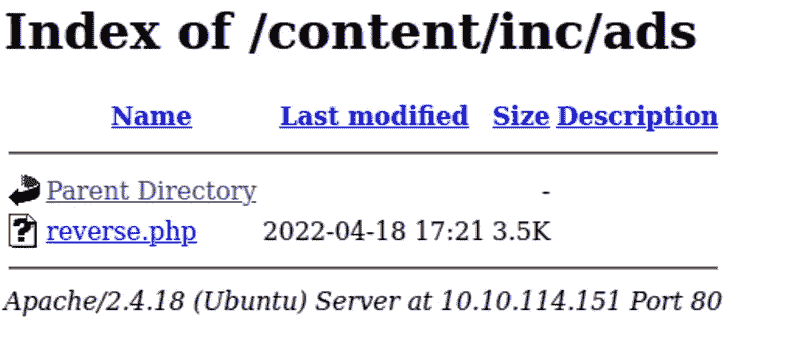 Index of /content/inc/ads
Name Last modified Size Description
Parent Directory -
reverse.php 2022-04-18 17:21 3.5K
Apache/2.4.18 (Ubuntu) Server at 10.10.114.151 Port 80